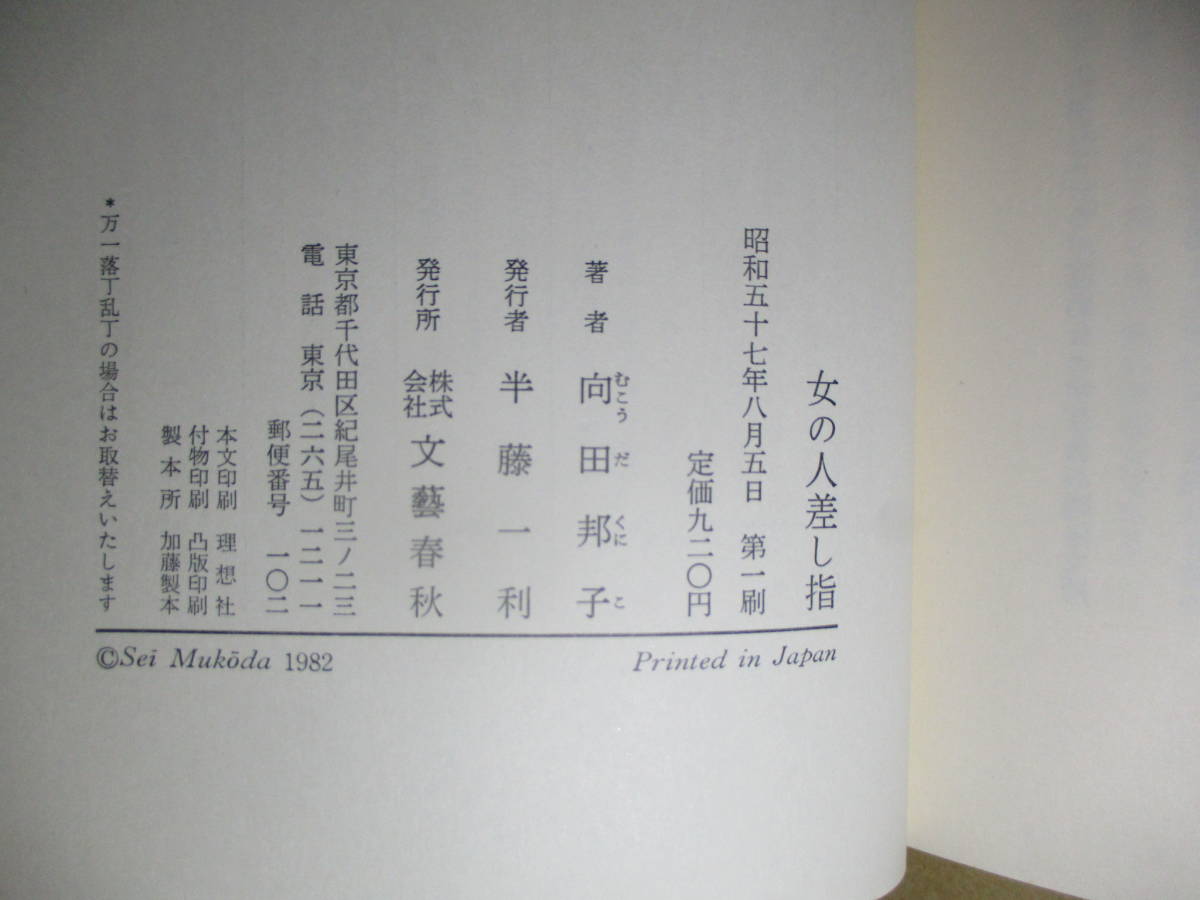 女の人差し指
昭和五十七年八月五日 第一刷
定価九二〇円
著者 向田邦子
むこうだくにこ
発行者 半藤一利
発行所 株式会社 文藝春秋
東京都千代田区紀尾井町三ノ二三
電話 東京(二六五)一二一一
郵便番号 一〇二
本文印刷 理想社
付物印刷 凸版印刷
製本所 加藤製本
*万一落丁乱丁の場合はお取替えいたします
©Sei Mukōda 1982
Printed in Japan